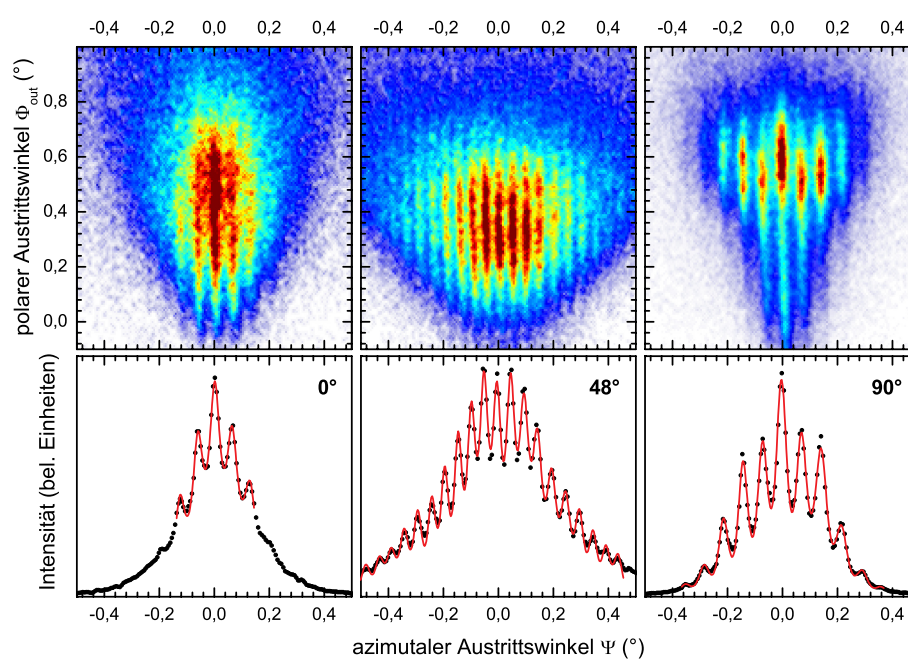 -0,4 -0,2 0,0 0,2 0,4 -0,4 -0,2 0,0 0,2 0,4 -0,4 -0,2 0,0 0,2 0,4
polarer Austrittswinkel Φout (°)
0,8
0,6
0,4
0,2
0,0
Intensität (bel. Einheiten)
0° 48° 90°
-0,4 -0,2 0,0 0,2 0,4 -0,4 -0,2 0,0 0,2 0,4 -0,4 -0,2 0,0 0,2 0,4
azimutaler Austrittswinkel Ψ (°)